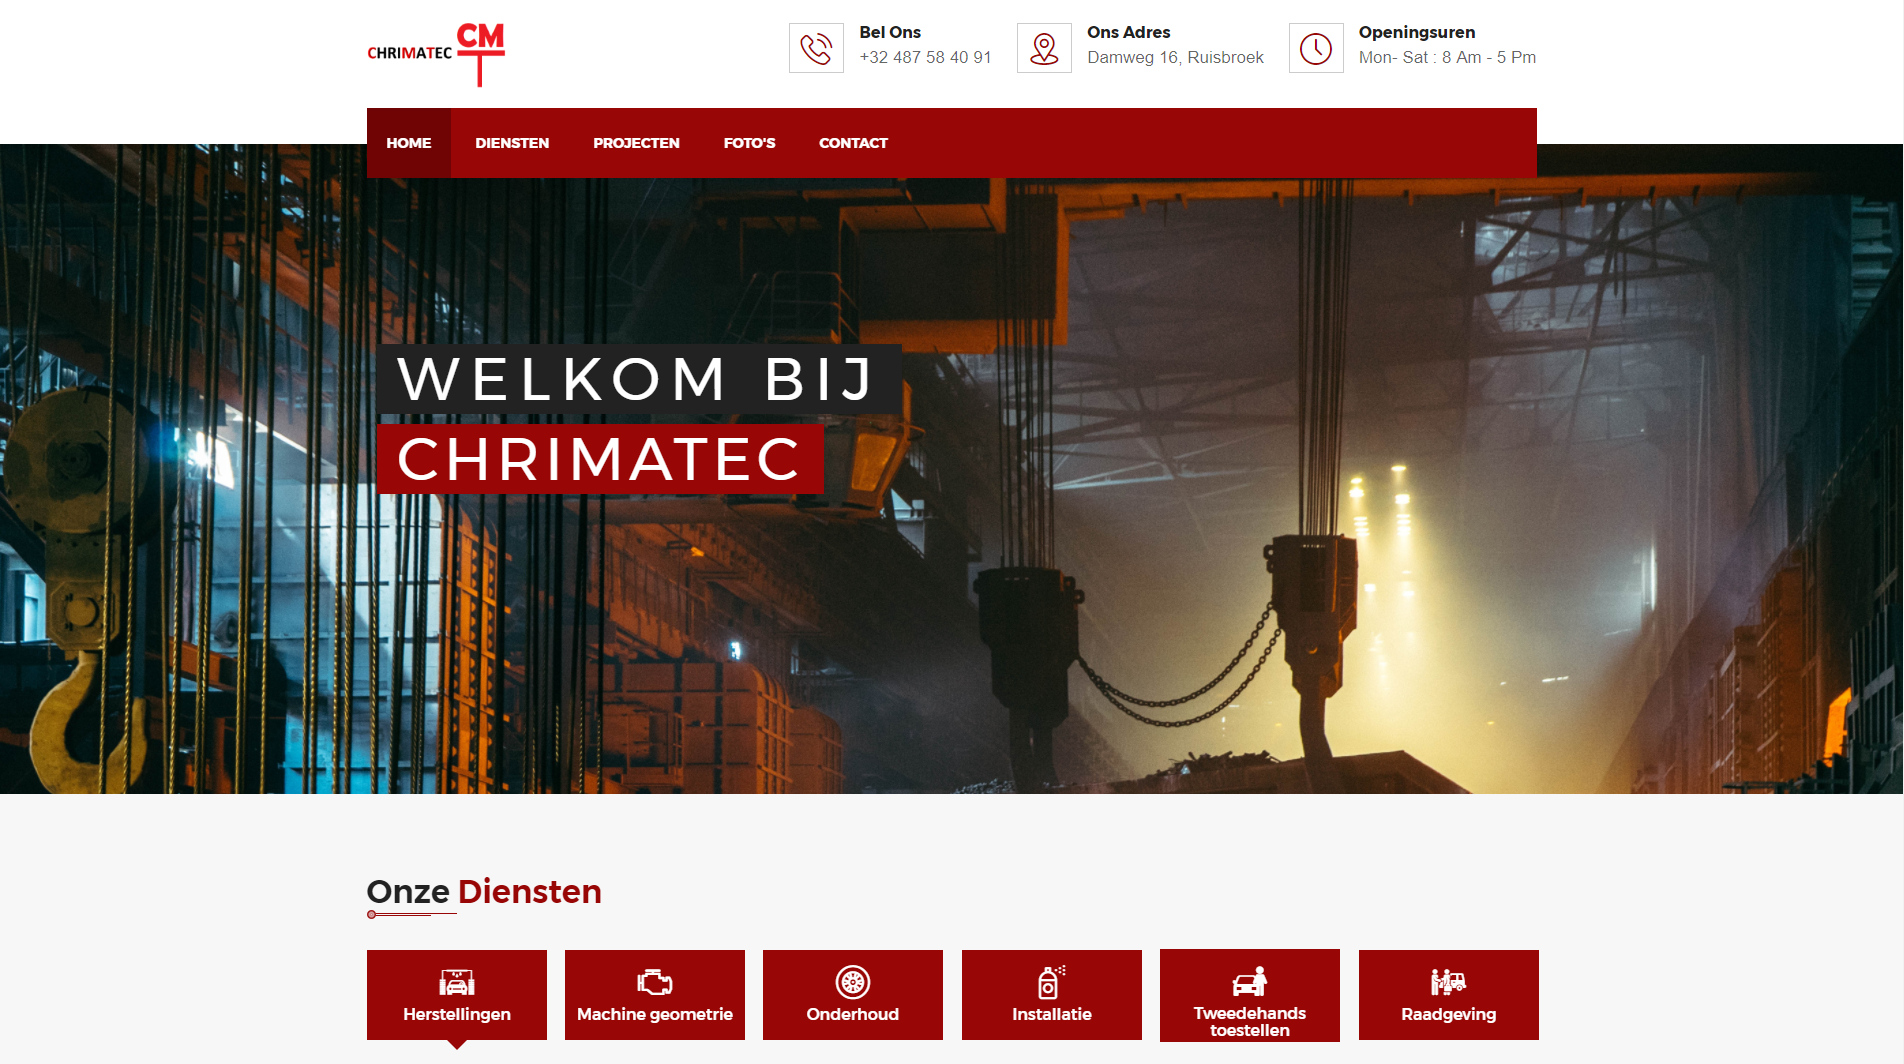 CHRIMATEC
CM
Bel Ons
+32 487 58 40 91
Ons Adres
Damweg 16, Ruisbroek
Openingsuren
Mon- Sat : 8 Am - 5 Pm
HOME
DIENSTEN
PROJECTEN
FOTO'S
CONTACT
WELKOM BIJ
CHRIMATEC
Onze Diensten
Herstellingen
Machine geometrie
Onderhoud
Installatie
Tweedehands
toestellen
Raadgeving